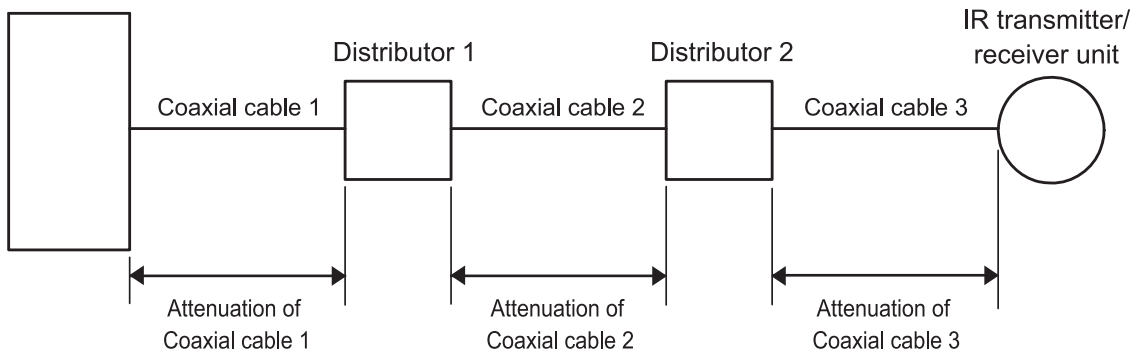 IR transmitter/
receiver unit
Distributor 1
Distributor 2
Coaxial cable 1
Coaxial cable 2
Coaxial cable 3
Attenuation of
Coaxial cable 1
Attenuation of
Coaxial cable 2
Attenuation of
Coaxial cable 3